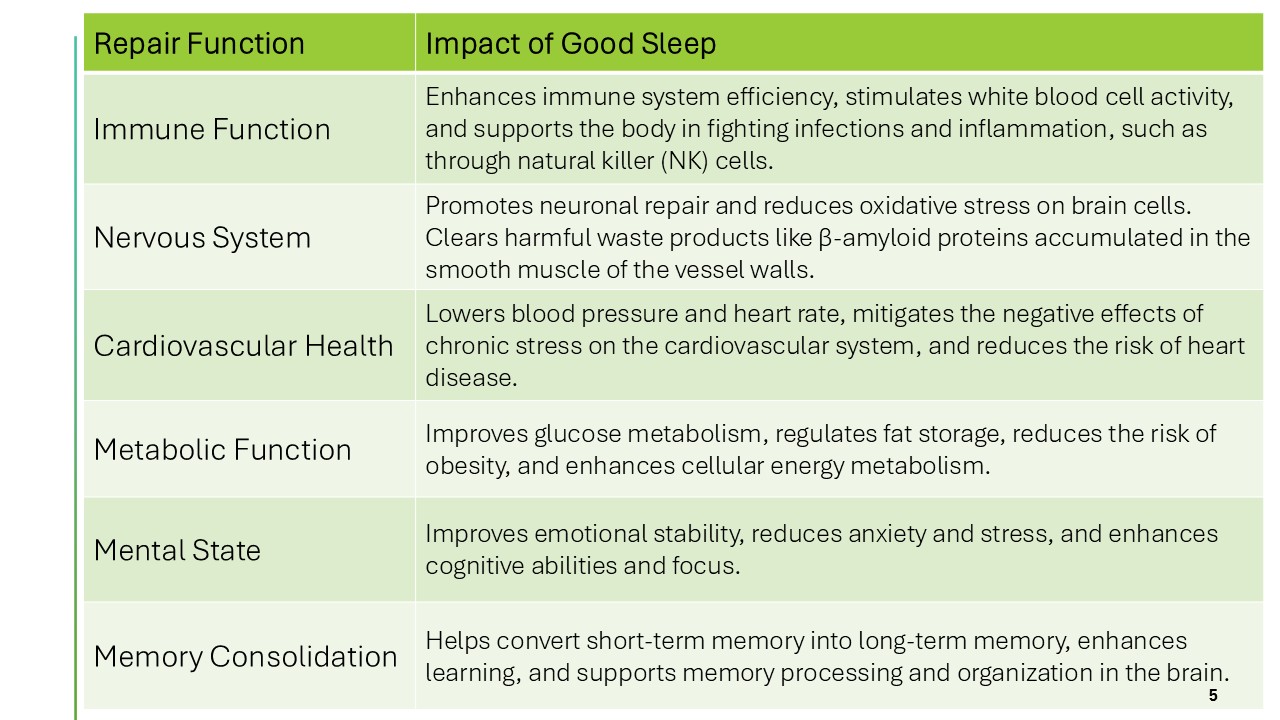 Repair Function
Impact of Good Sleep
Immune Function
Enhances immune system efficiency, stimulates white blood cell activity,
and supports the body in fighting infections and inflammation, such as
through natural killer (NK) cells.
Nervous System
Promotes neuronal repair and reduces oxidative stress on brain cells.
Clears harmful waste products like β-amyloid proteins accumulated in the
smooth muscle of the vessel walls.
Cardiovascular Health
Lowers blood pressure and heart rate, mitigates the negative effects of
chronic stress on the cardiovascular system, and reduces the risk of heart
disease.
Metabolic Function
Improves glucose metabolism, regulates fat storage, reduces the risk of
obesity, and enhances cellular energy metabolism.
Mental State
Improves emotional stability, reduces anxiety and stress, and enhances
cognitive abilities and focus.
Memory Consolidation
Helps convert short-term memory into long-term memory, enhances
learning, and supports memory processing and organization in the brain.
5